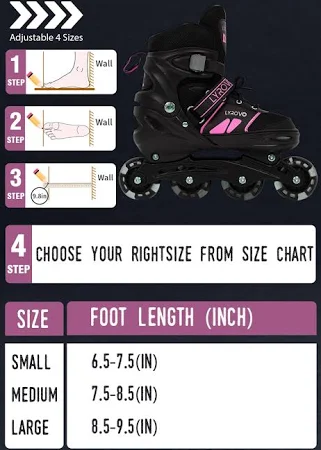 Adjustable 4 Sizes
1
STEP
Wall
2
STEP
Wall
3
STEP
Wall
9.8in
LYROVO
LYROVO
4
STEP
CHOOSE YOUR RIGHTSIZE FROM SIZE CHART
SIZE FOOT LENGTH (INCH)
SMALL 6.5-7.5(IN)
MEDIUM 7.5-8.5(IN)
LARGE 8.5-9.5(IN)